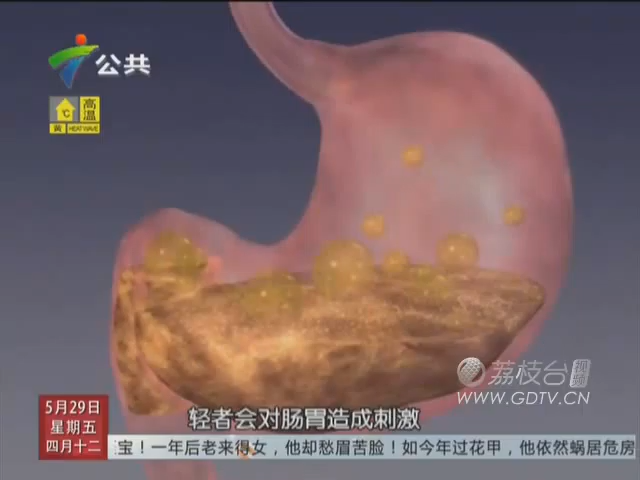 公共
℃
高温
黄
HEAT WAVE
荔枝台
视频
WWW.GDTV.CN
轻者会对肠胃造成刺激
5月29日
星期五
四月十二
宝！一年后老来得女，他却愁眉苦脸！如今年过花甲，他依然蜗居危房